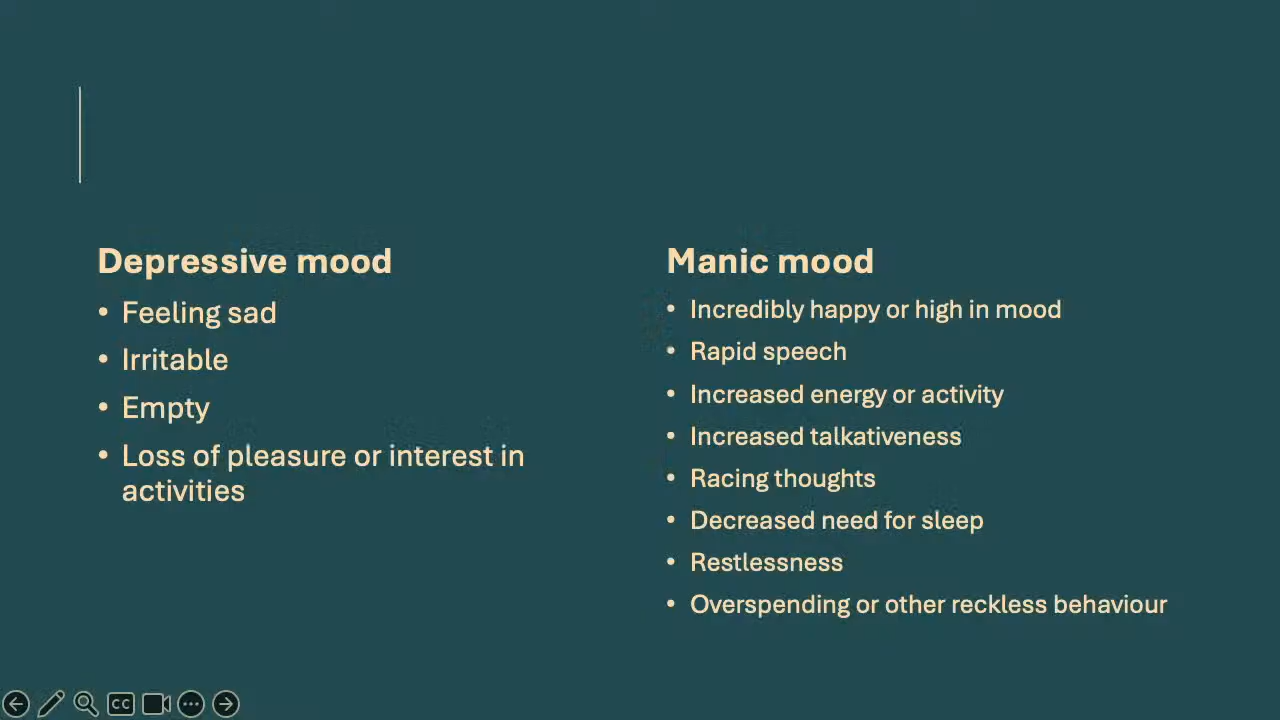 Depressive mood
• Feeling sad
• Irritable
• Empty
• Loss of pleasure or interest in
activities
Manic mood
• Incredibly happy or high in mood
• Rapid speech
• Increased energy or activity
• Increased talkativeness
• Racing thoughts
• Decreased need for sleep
• Restlessness
• Overspending or other reckless behaviour
CC